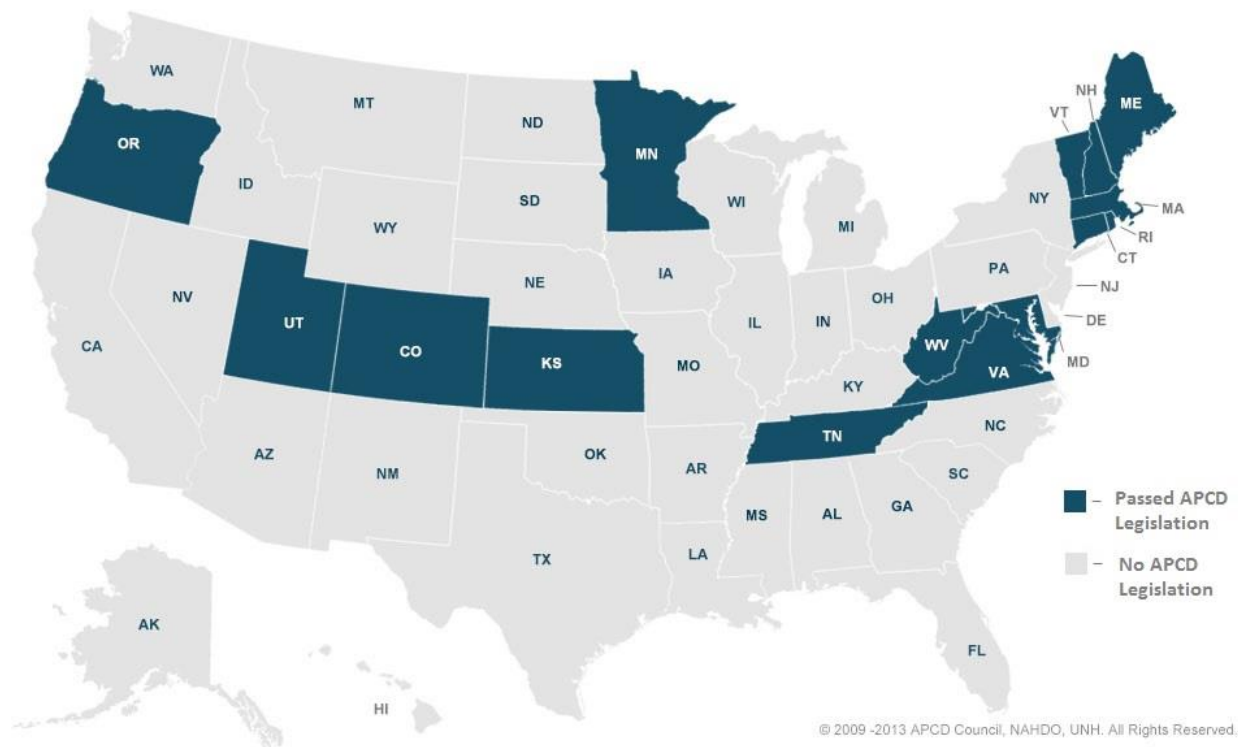 WA
MT
ND
MN
OR
ID
SD
WI
WY
MI
NH
VT
ME
NY
MA
RI
CT
IA
NE
PA
NJ
OH
DE
NV
UT
IL
IN
MD
CA
CO
KS
MO
WV
VA
KY
TN
NC
AZ
NM
OK
AR
SC
MS
AL
GA
LA
TX
– Passed APCD
Legislation
– No APCD
Legislation
AK
HI
FL
© 2009 -2013 APCD Council, NAHDO, UNH. All Rights Reserved.